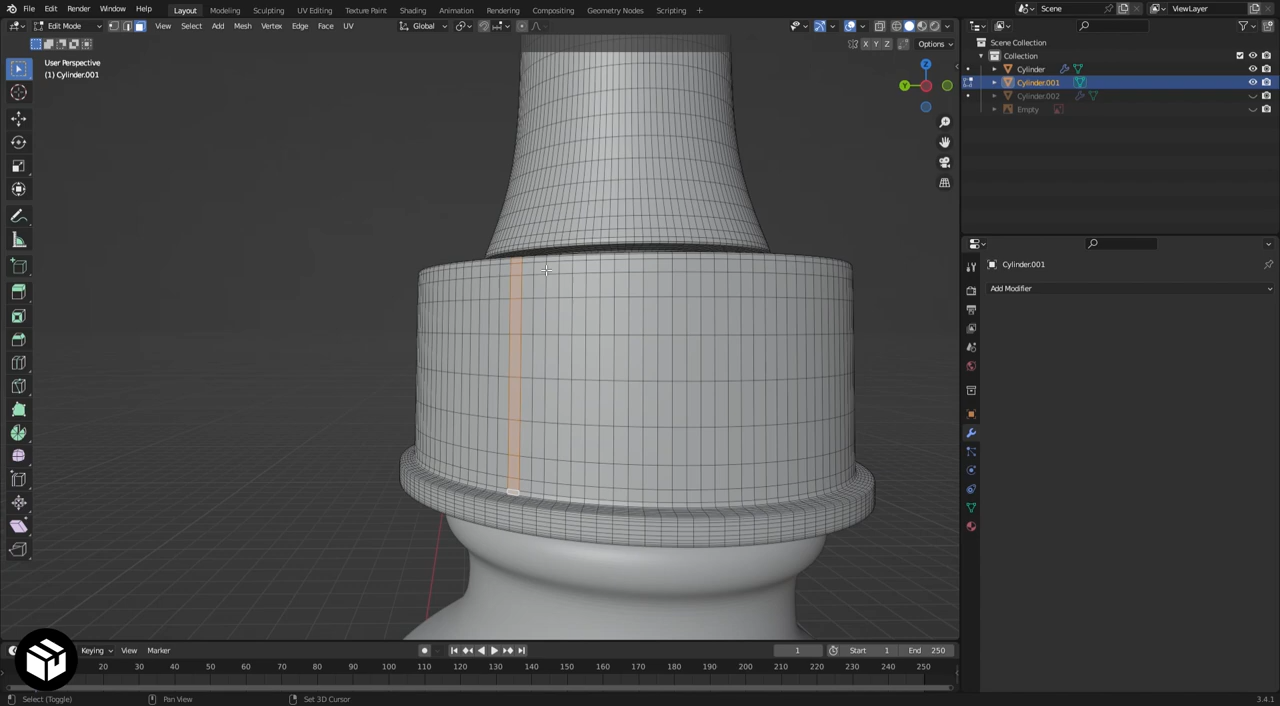 File Edit Render Window Help Layout Modeling Sculpting UV Editing Texture Paint Shading Animation Rendering Compositing Geometry Nodes Scripting + Scene ViewLayer
Edit Mode View Select Add Mesh Vertex Edge Face UV Global
X Y Z Options
User Perspective
(1) Cylinder.001
Z
Y
Scene Collection
Collection
Cylinder
Cylinder.001
Cylinder.002
Empty
Cylinder.001
Add Modifier
Keying View Marker 1 Start 1 End 250
20 30 40 50 60 70 80 90 100 110 120 130 140 150 160 170 180 190 200 210 220 230 240 250
Select (Toggle) Pan View Set 3D Cursor 3.4.1